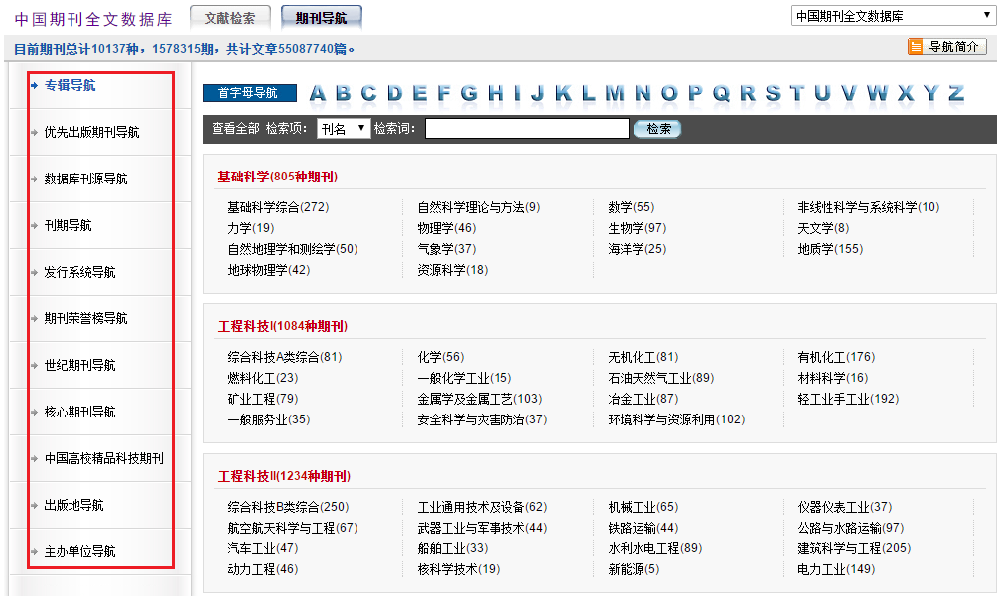 中国期刊全文数据库 文献检索 期刊导航 中国期刊全文数据库
目前期刊总计10137种，1578315期，共计文章55087740篇。 导航简介
专辑导航
优先出版期刊导航
数据库刊源导航
刊期导航
发行系统导航
期刊荣誉榜导航
世纪期刊导航
核心期刊导航
中国高校精品科技期刊
出版地导航
主办单位导航
首字母导航 A B C D E F G H I J K L M N O P Q R S T U V W X Y Z
查看全部 检索项: 刊名 检索词: 检索
基础科学(805种期刊)
基础科学综合(272) 自然科学理论与方法(9) 数学(55) 非线性科学与系统科学(10)
力学(19) 物理学(46) 生物学(97) 天文学(8)
自然地理学和测绘学(50) 气象学(37) 海洋学(25) 地质学(155)
地球物理学(42) 资源科学(18)
工程科技I(1084种期刊)
综合科技A类综合(81) 化学(56) 无机化工(81) 有机化工(176)
燃料化工(23) 一般化学工业(15) 石油天然气工业(89) 材料科学(16)
矿业工程(79) 金属学及金属工艺(103) 冶金工业(87) 轻工业手工业(192)
一般服务业(35) 安全科学与灾害防治(37) 环境科学与资源利用(102)
工程科技II(1234种期刊)
综合科技B类综合(250) 工业通用技术及设备(62) 机械工业(65) 仪器仪表工业(37)
航空航天科学与工程(67) 武器工业与军事技术(44) 铁路运输(44) 公路与水路运输(97)
汽车工业(47) 船舶工业(33) 水利水电工程(89) 建筑科学与工程(205)
动力工程(46) 核科学技术(19) 新能源(5) 电力工业(149)